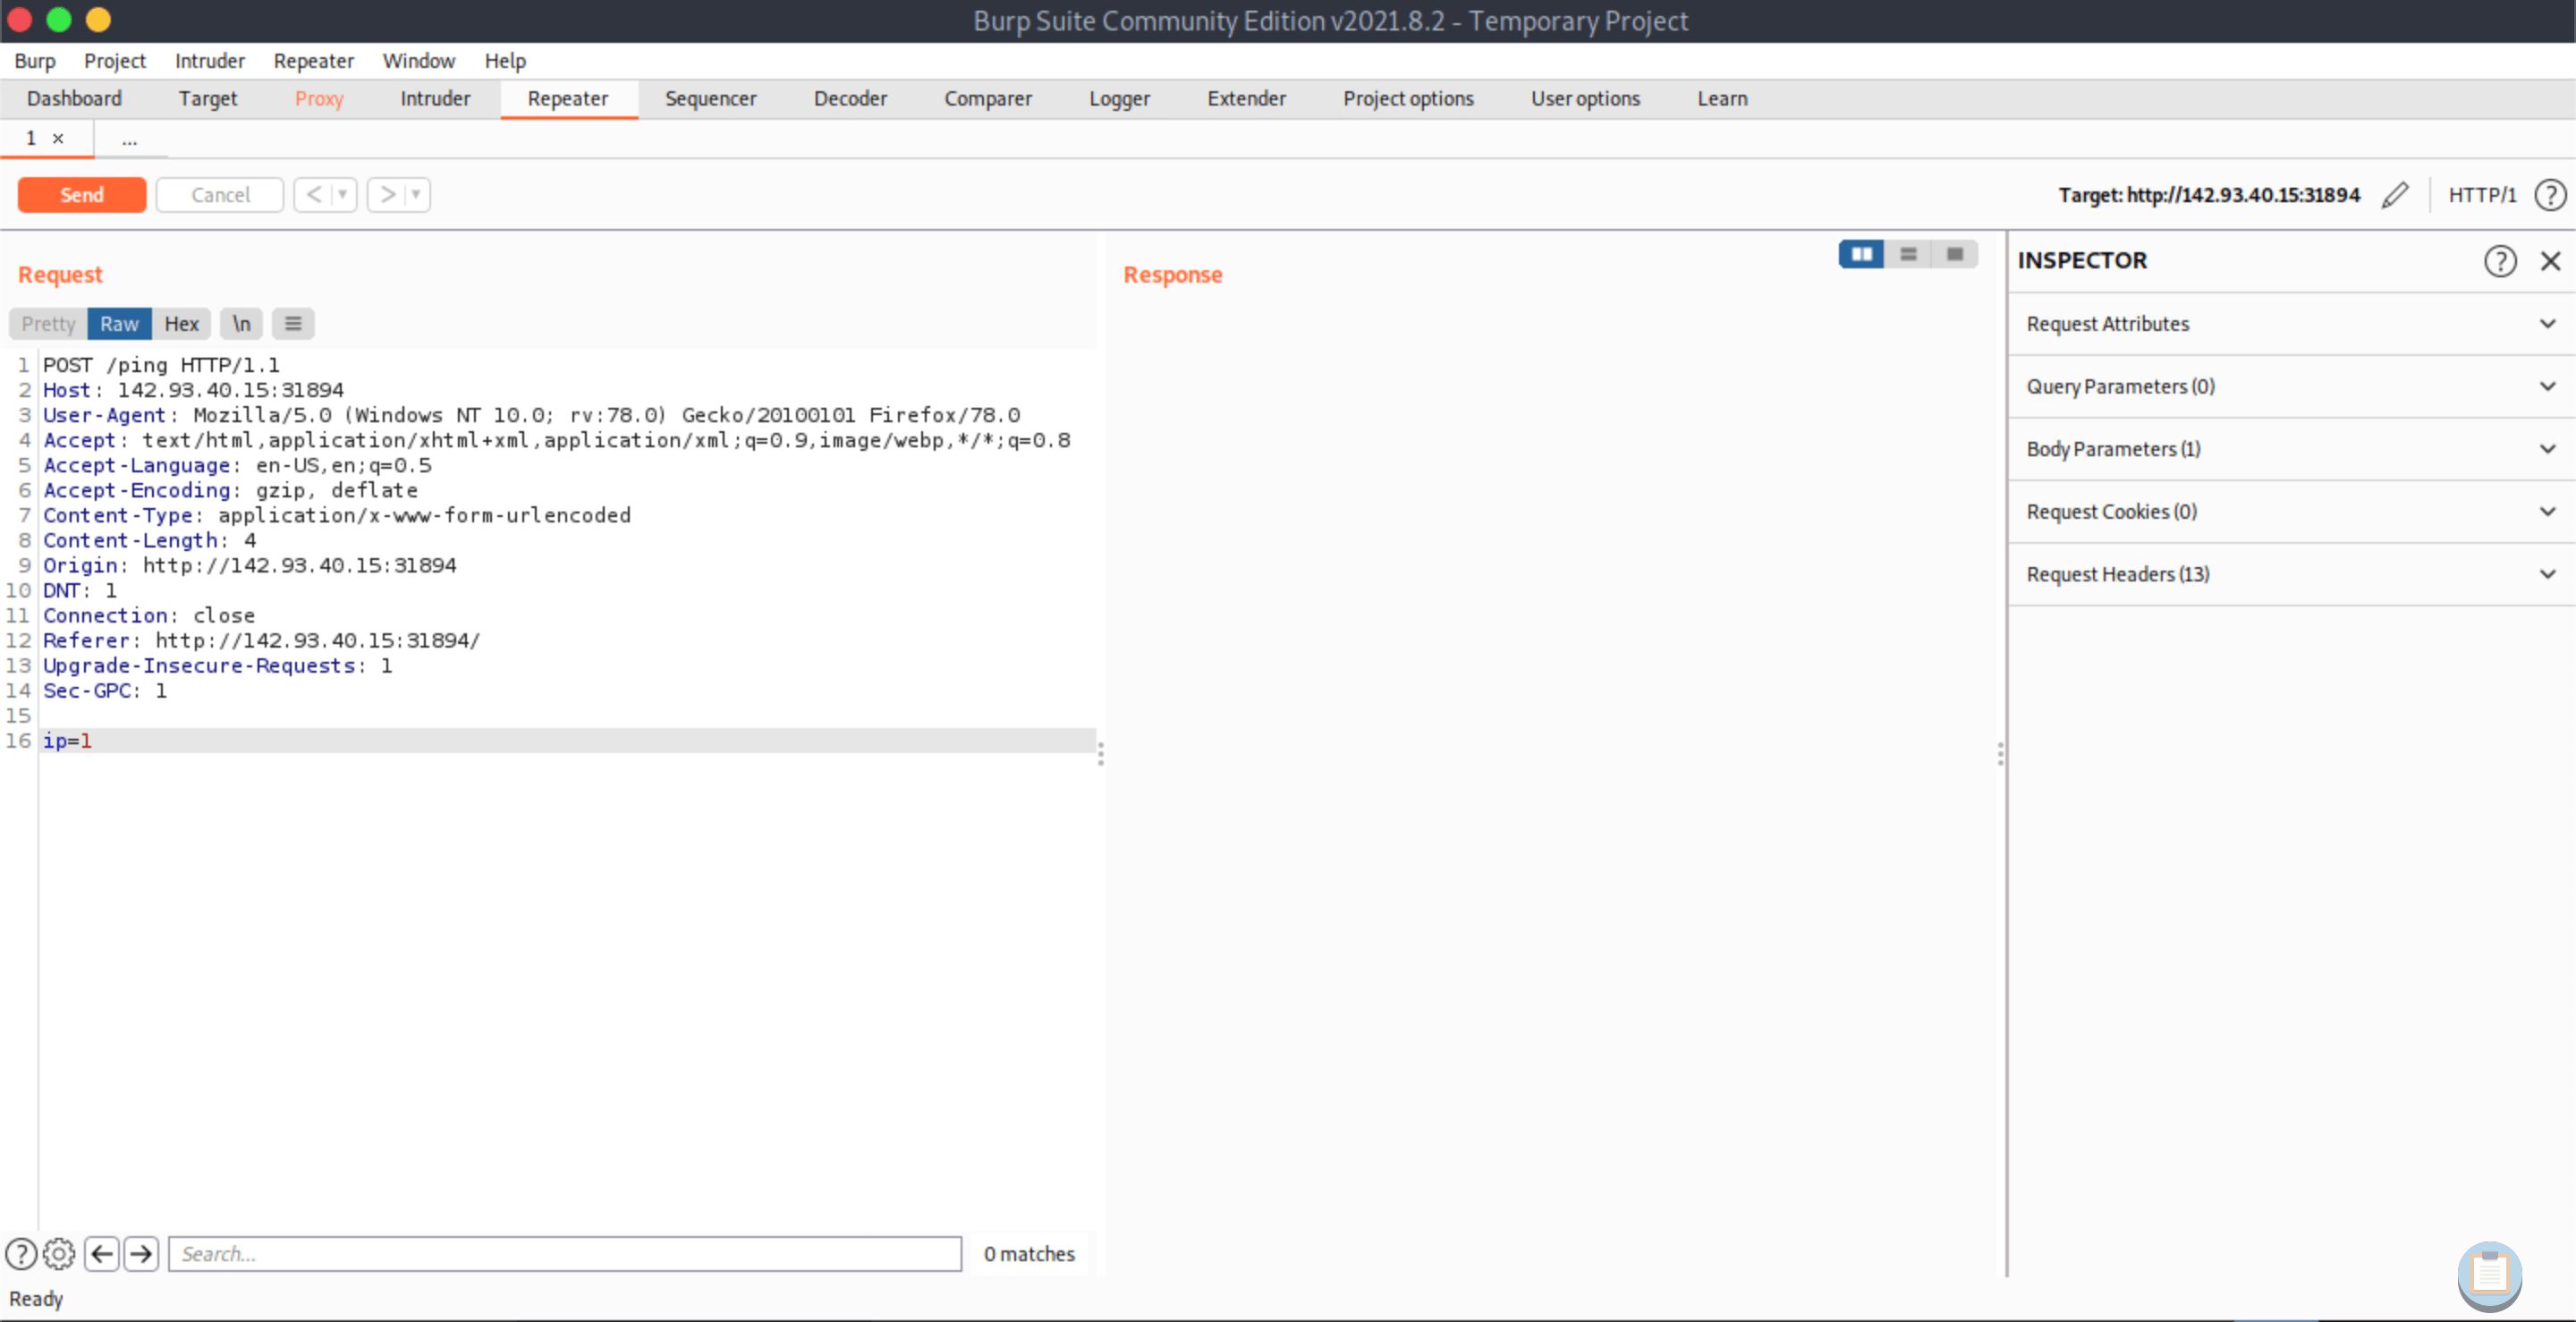 Burp Suite Community Edition v2021.8.2 - Temporary Project
Burp Project Intruder Repeater Window Help
Dashboard Target Proxy Intruder Repeater Sequencer Decoder Comparer Logger Extender Project options User options Learn
1 × ...
Send Cancel < > Target: http://142.93.40.15:31894 HTTP/1 ?
Request
Pretty Raw Hex \n ≡
1 POST /ping HTTP/1.1
2 Host: 142.93.40.15:31894
3 User-Agent: Mozilla/5.0 (Windows NT 10.0; rv:78.0) Gecko/20100101 Firefox/78.0
4 Accept: text/html,application/xhtml+xml,application/xml;q=0.9,image/webp,*/*;q=0.8
5 Accept-Language: en-US,en;q=0.5
6 Accept-Encoding: gzip, deflate
7 Content-Type: application/x-www-form-urlencoded
8 Content-Length: 4
9 Origin: http://142.93.40.15:31894
10 DNT: 1
11 Connection: close
12 Referer: http://142.93.40.15:31894/
13 Upgrade-Insecure-Requests: 1
14 Sec-GPC: 1
15
16 ip=1
? Search... 0 matches
Response
INSPECTOR ? ×
Request Attributes
Query Parameters (0)
Body Parameters (1)
Request Cookies (0)
Request Headers (13)
Ready